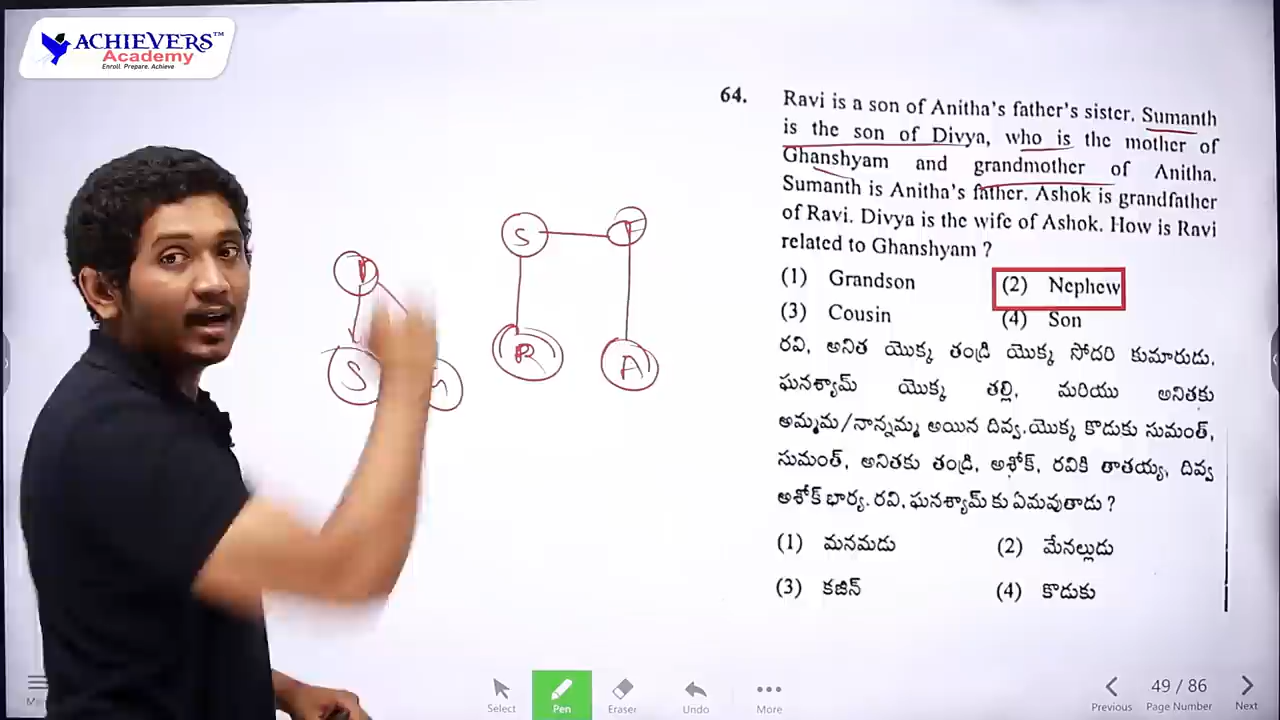 ACHIEVERS™
Academy
Enroll. Prepare. Achieve
64. Ravi is a son of Anitha's father's sister. Sumanth
is the son of Divya, who is the mother of
Ghanshyam and grandmother of Anitha.
Sumanth is Anitha's father. Ashok is grandfather
of Ravi. Divya is the wife of Ashok. How is Ravi
related to Ghanshyam ?
(1) Grandson (2) Nephew
(3) Cousin (4) Son
రవి, అనిత యొక్క తండ్రి యొక్క సోదరి కుమారుడు.
ఘనశ్యామ్ యొక్క తల్లి, మరియు అనితకు
అమ్మమ/నాన్నమ్మ అయిన దివ్య.యొక్క కొడుకు సుమంత్,
సుమంత్, అనితకు తండ్రి, అశోక్, రవికి తాతయ్య, దివ్య
అశోక్ భార్య. రవి, ఘనశ్యామ్ కు ఏమవుతాడు ?
(1) మనమడు (2) మేనల్లుడు
(3) కజిన్ (4) కొడుకు
S F
D
R A
S
Select Pen Eraser Undo More
Previous 49 / 86 Next
Page Number